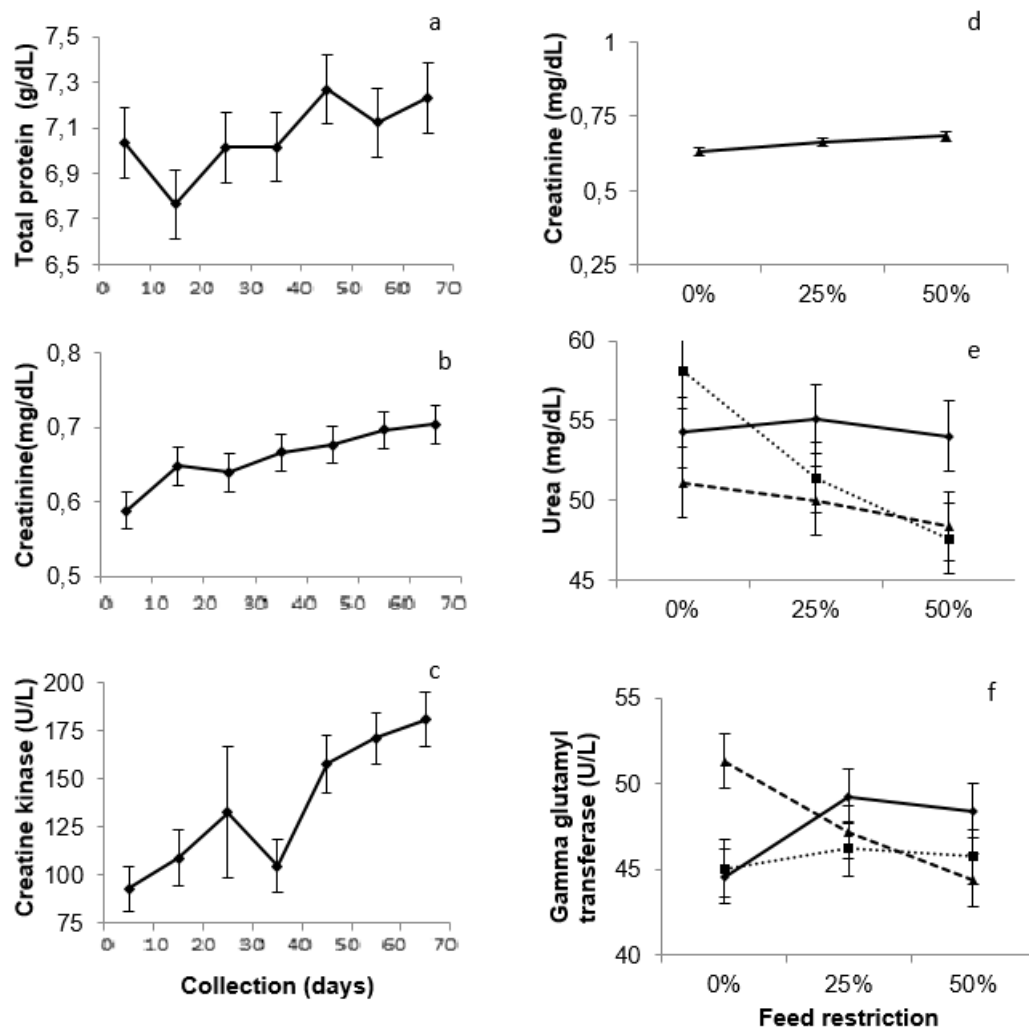 a
Total protein (g/dL)
7,5
7,3
7,1
6,9
6,7
6,5
0 10 20 30 40 50 60 70
b
Creatinine(mg/dL)
0,8
0,7
0,6
0,5
0 10 20 30 40 50 60 70
c
Creatine kinase (U/L)
200
175
150
125
100
75
0 10 20 30 40 50 60 70
Collection (days)
d
Creatinine (mg/dL)
1
0,75
0,5
0,25
0% 25% 50%
e
Urea (mg/dL)
60
55
50
45
0% 25% 50%
f
Gamma glutamyl
transferase (U/L)
55
50
45
40
0% 25% 50%
Feed restriction